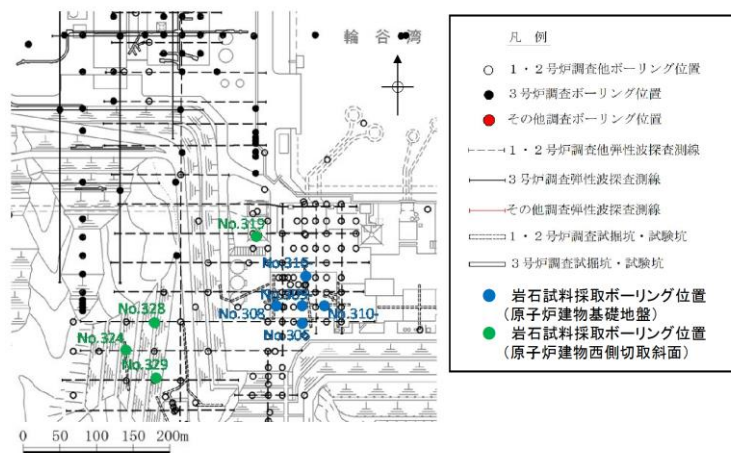 輪谷湾
No.319
No.316
No.308
No.310
No.306
No.328
No.324
No.329
0 50 100 150 200m
凡 例
1・2号炉調査他ボーリング位置
3号炉調査ボーリング位置
その他調査ボーリング位置
1・2号炉調査他弾性波探査測線
3号炉調査弾性波探査測線
その他調査弾性波探査測線
1・2号炉調査試掘坑・試験坑
3号炉調査試掘坑・試験坑
岩石試料採取ボーリング位置
(原子炉建物基礎地盤)
岩石試料採取ボーリング位置
(原子炉建物西側切取斜面)